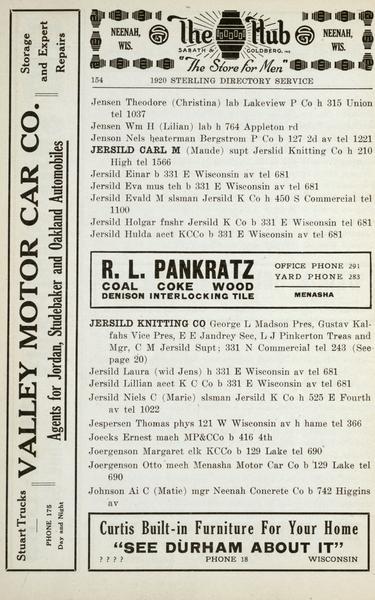 NEENAH, WIS.
The Hub
SABATH & GOLDBERG, INC
NEENAH, WIS.
"The Store for Men"
154 1920 STERLING DIRECTORY SERVICE
Jensen Theodore (Christina) lab Lakeview P Co h 315 Union
tel 1037
Jensen Wm H (Lilian) lab h 764 Appleton rd
Jenson Nels beaterman Bergstrom P Co b 127 2d av tel 1221
JERSILD CARL M (Maude) supt Jerslid Knitting Co h 210
High tel 1566
Jersild Einar b 331 E Wisconsin av tel 681
Jersild Eva mus teh b 331 E Wisconsin av tel 681
Jersild Evald M slsman Jersild K Co h 450 S Commercial tel
1100
Jersild Holgar fnshr Jersild K Co b 331 E Wisconsin tel 681
Jersild Hulda acct KCCo b 331 E Wisconsin av tel 681
R. L. PANKRATZ
COAL COKE WOOD
DENISON INTERLOCKING TILE
OFFICE PHONE 291
YARD PHONE 283
MENASHA
JERSILD KNITTING CO George L Madson Pres, Gustav Kal-
fahs Vice Pres, E E Jandrey See, L J Pinkerton Treas and
Mgr, C M Jersild Supt; 331 N Commercial tel 243 (See
page 20)
Jersild Laura (wid Jens) h 331 E Wisconsin av tel 681
Jersild Lillian acct K C Co b 331 E Wisconsin av tel 681
Jersild Niels C (Marie) slsman Jersild K Co h 525 E Fourth
av tel 1022
Jespersen Thomas phys 121 W Wisconsin av h hame tel 366
Joecks Ernest mach MP&CCo b 416 4th
Joergenson Margaret clk KCCo b 129 Lake tel 690
Joergenson Otto mech Menasha Motor Car Co b 129 Lake tel
690
Johnson Ai C (Matie) mgr Neenah Concrete Co b 742 Higgins
av
Curtis Built-in Furniture For Your Home
"SEE DURHAM ABOUT IT"
???? PHONE 18 WISCONSIN
Storage
and Expert
Repairs
VALLEY MOTOR CAR CO.
Agents for Jordan, Studebaker and Oakland Automobiles
Stuart Trucks
PHONE 175
Day and Night